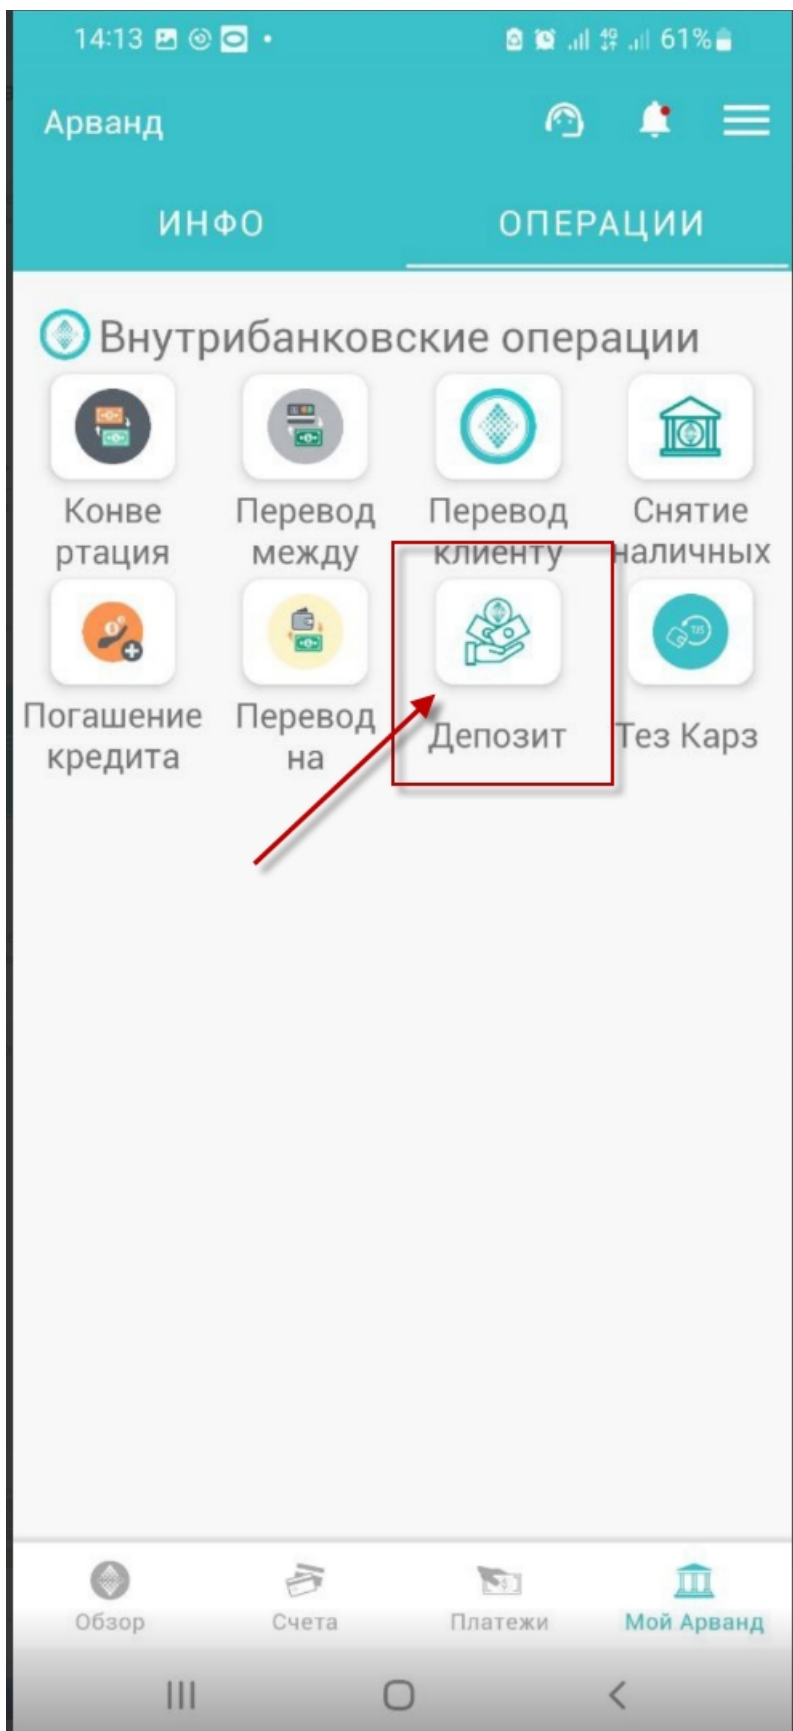 14:13
4G 61%
Арванд
ИНФО ОПЕРАЦИИ
Внутрибанковские операции
Конве
ртация
Перевод
между
Перевод
клиенту
Снятие
наличных
Погашение
кредита
Перевод
на
Депозит
Тез Карз
Обзор Счета Платежи Мой Арванд